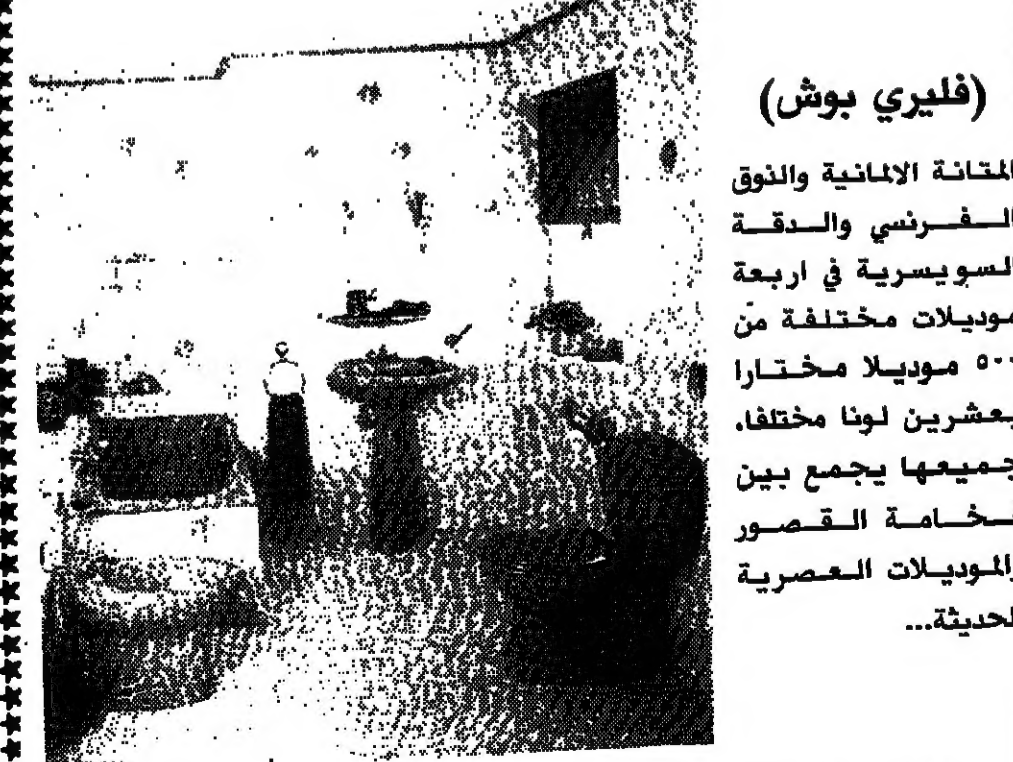 (فليري بوش)
المتانة الالمانية والذوق
الفرنسي والدقة
السويسرية في اربعة
موديلات مختلفة من
٥٠٠ موديلا مختارا
بعشرين لونا مختلفا.
جميعها يجمع بين
فخامة القصور
والموديلات العصرية
الحديثة...